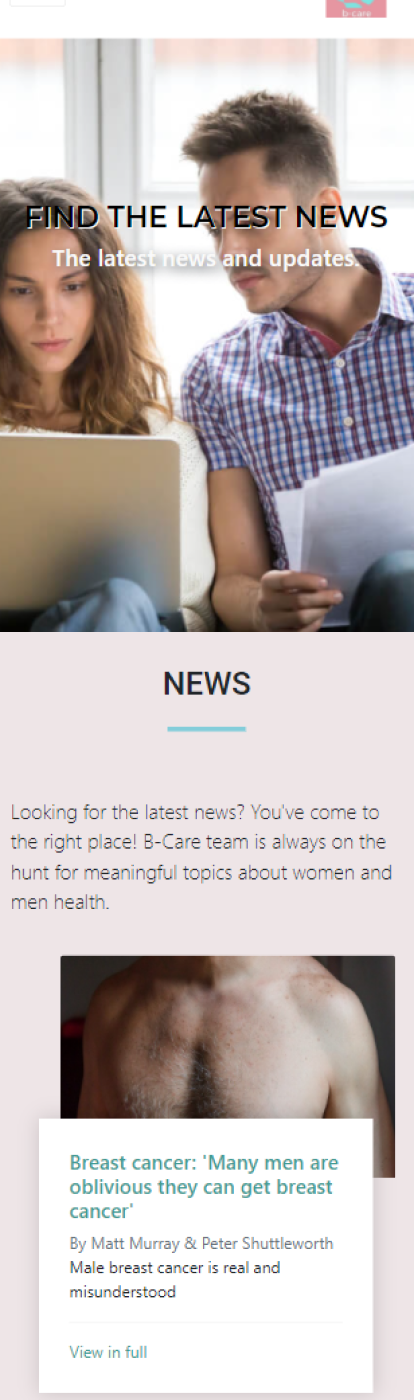 b-care
FIND THE LATEST NEWS
The latest news and updates.
NEWS
Looking for the latest news? You've come to
the right place! B-Care team is always on the
hunt for meaningful topics about women and
men health.
Breast cancer: 'Many men are
oblivious they can get breast
cancer'
By Matt Murray & Peter Shuttleworth
Male breast cancer is real and
misunderstood
View in full